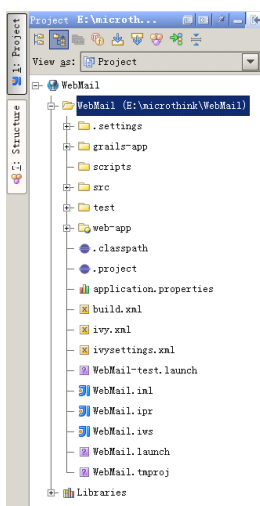 Project E:\microth...
1: Project
View as: Project
WebMail
WebMail (E:\microthink\WebMail)
.settings
grails-app
scripts
src
test
web-app
.classpath
.project
application.properties
build.xml
ivy.xml
ivysettings.xml
WebMail-test.launch
WebMail.iml
WebMail.ipr
WebMail.iws
WebMail.launch
WebMail.tmproj
Libraries
7: Structure